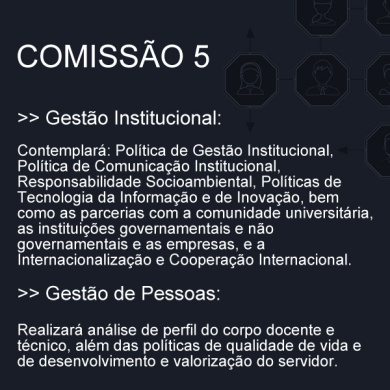 COMISSÃO 5
>> Gestão Institucional:
Contemplará: Política de Gestão Institucional,
Política de Comunicação Institucional,
Responsabilidade Socioambiental, Políticas de
Tecnologia da Informação e de Inovação, bem
como as parcerias com a comunidade universitária,
as instituições governamentais e não
governamentais e as empresas, e a
Internacionalização e Cooperação Internacional.
>> Gestão de Pessoas:
Realizará análise de perfil do corpo docente e
técnico, além das políticas de qualidade de vida e
de desenvolvimento e valorização do servidor.